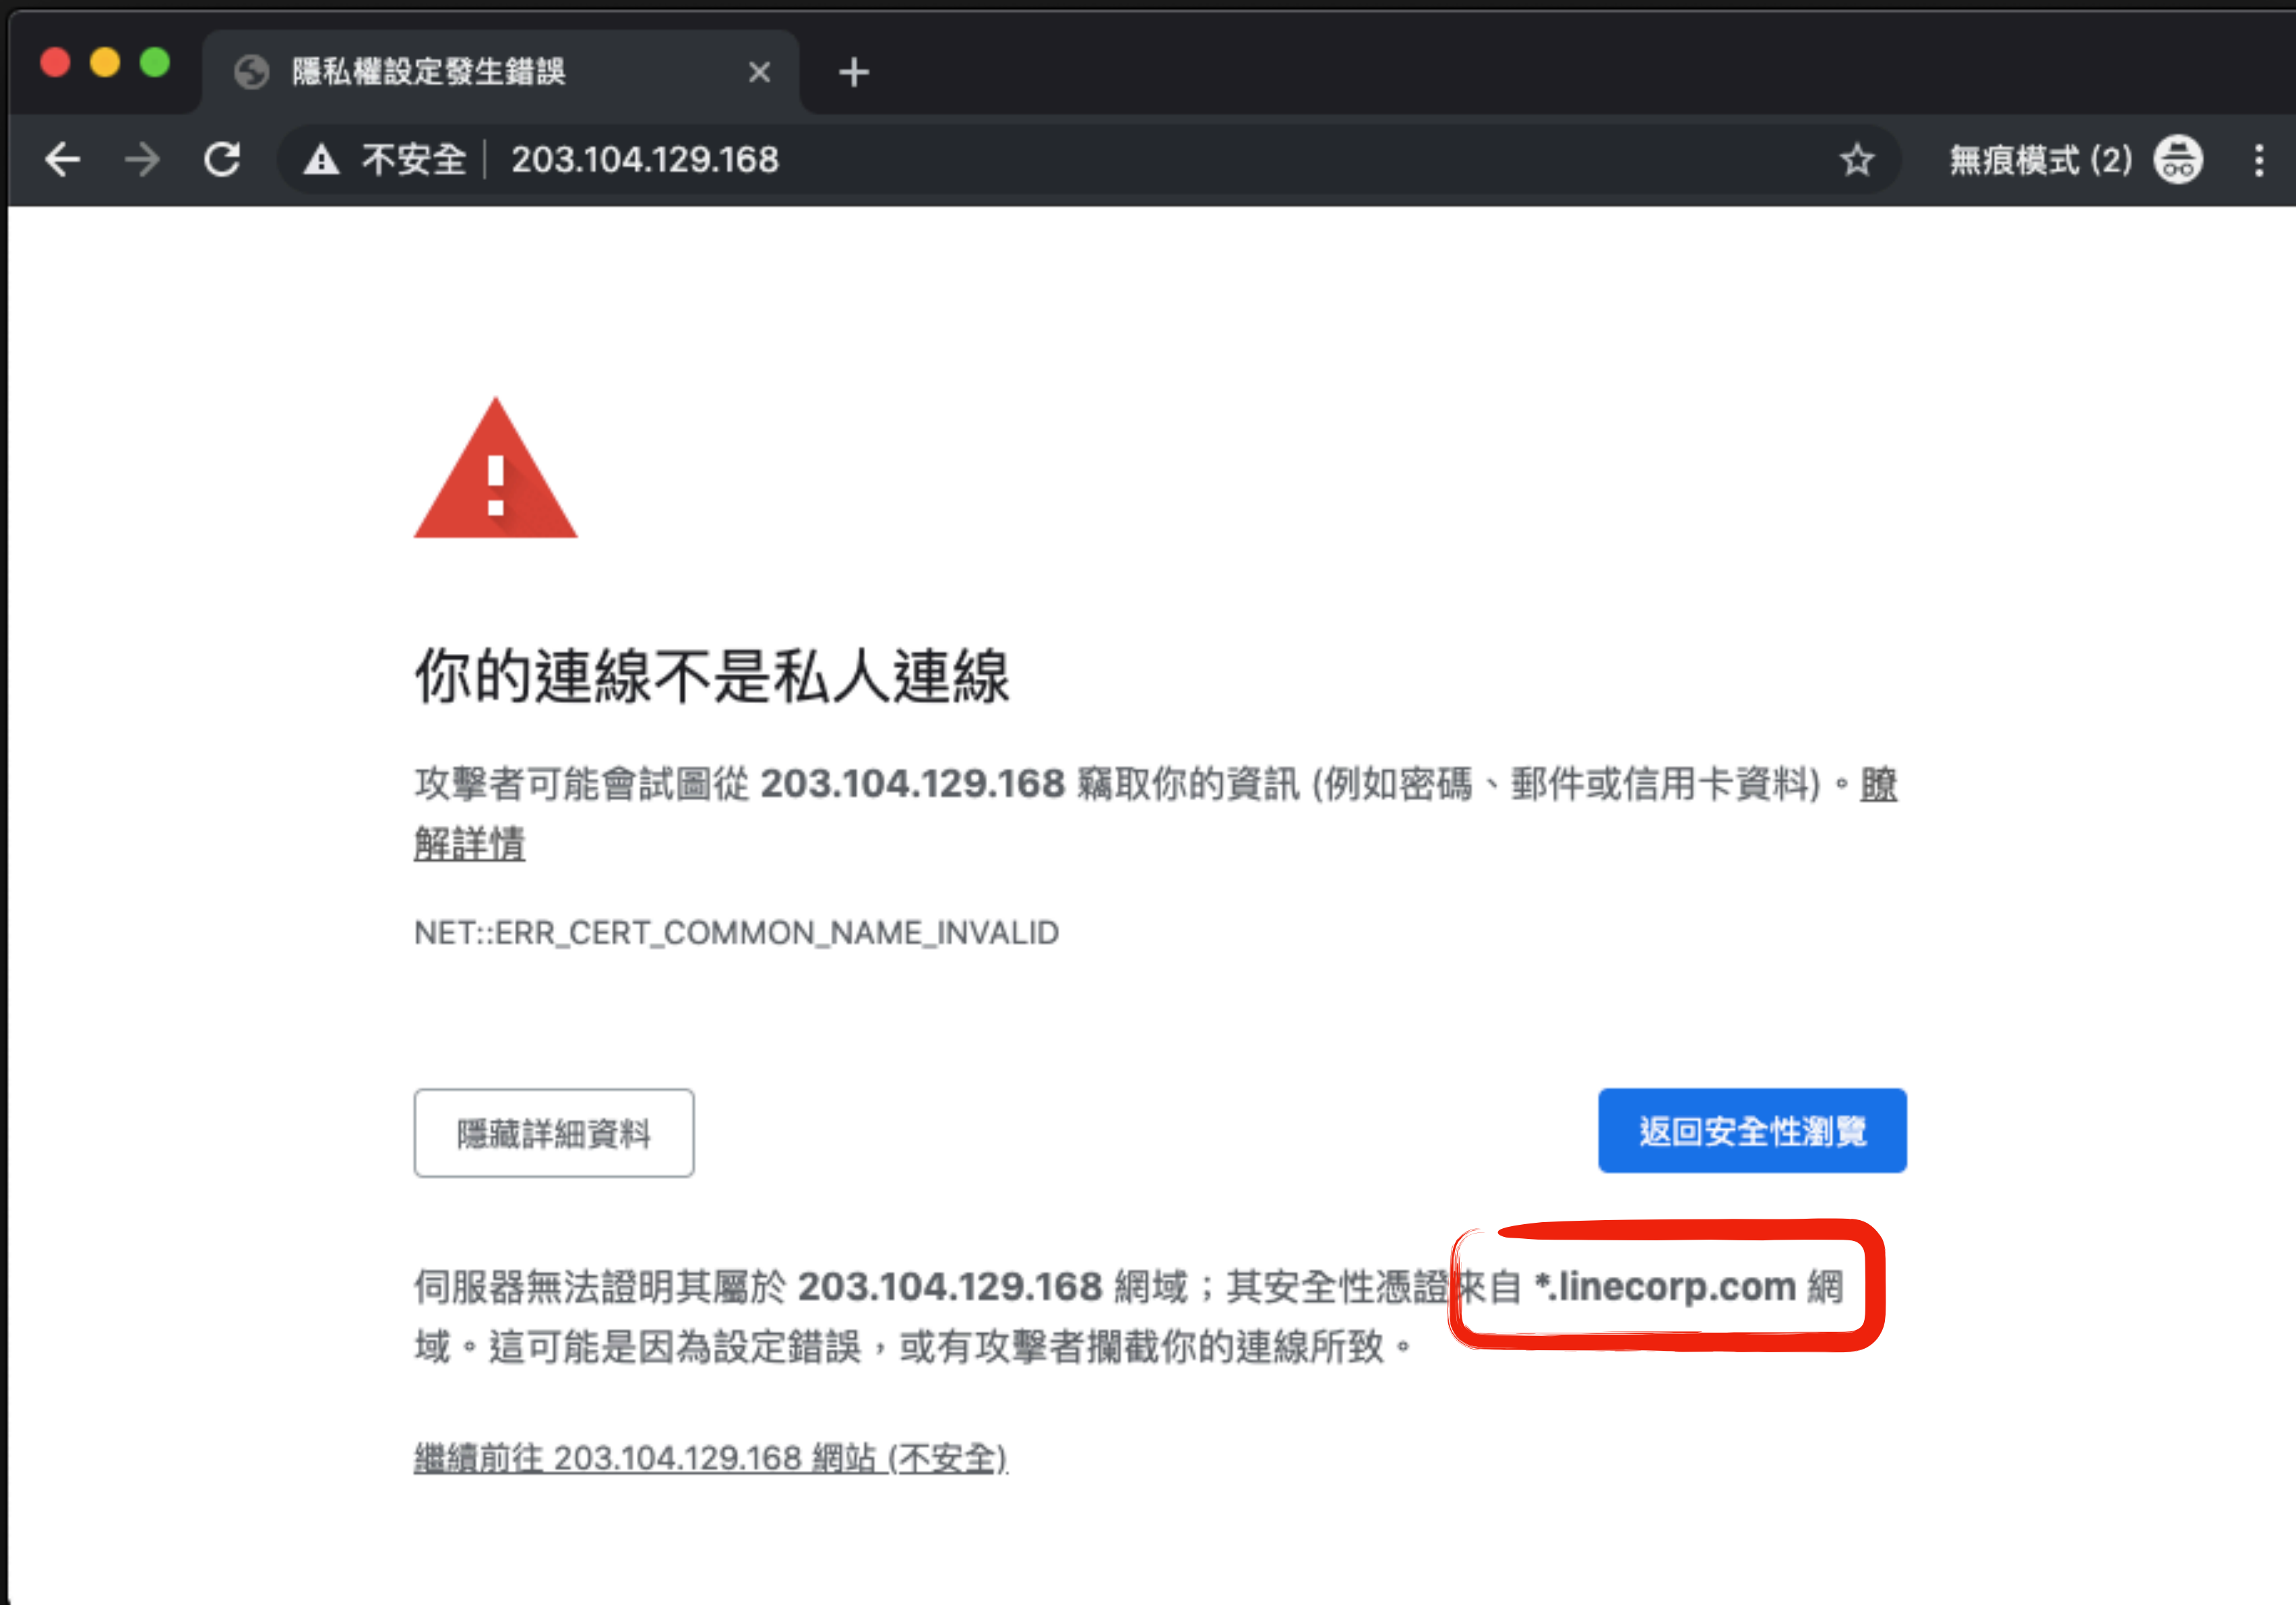 隱私權設定發生錯誤
不安全 203.104.129.168 無痕模式 (2)
你的連線不是私人連線
攻擊者可能會試圖從 203.104.129.168 竊取你的資訊 (例如密碼、郵件或信用卡資料)。瞭
解詳情
NET::ERR_CERT_COMMON_NAME_INVALID
隱藏詳細資料
返回安全性瀏覽
伺服器無法證明其屬於 203.104.129.168 網域；其安全性憑證來自 *.linecorp.com 網
域。這可能是因為設定錯誤，或有攻擊者攔截你的連線所致。
繼續前往 203.104.129.168 網站 (不安全)